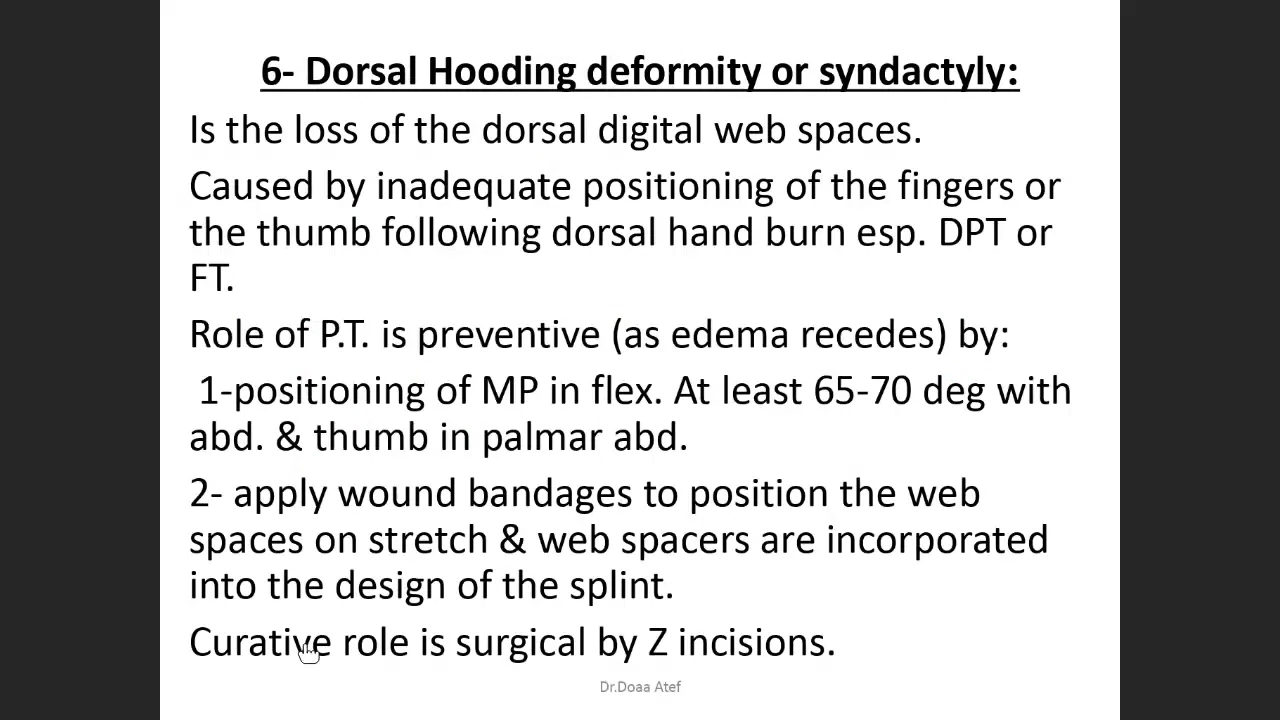 6- Dorsal Hooding deformity or syndactyly:
Is the loss of the dorsal digital web spaces.
Caused by inadequate positioning of the fingers or
the thumb following dorsal hand burn esp. DPT or
FT.
Role of P.T. is preventive (as edema recedes) by:
1-positioning of MP in flex. At least 65-70 deg with
abd. & thumb in palmar abd.
2- apply wound bandages to position the web
spaces on stretch & web spacers are incorporated
into the design of the splint.
Curative role is surgical by Z incisions.
Dr.Doaa Atef